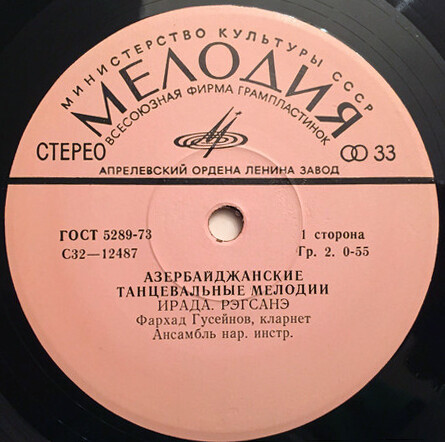 МИНИСТЕРСТВО КУЛЬТУРЫ СССР
МЕЛОДИЯ
ВСЕСОЮЗНАЯ ФИРМА ГРАМПЛАСТИНОК
СТЕРЕО 33
АПРЕЛЕВСКИЙ ОРДЕНА ЛЕНИНА ЗАВОД
ГОСТ 5289-73 1 сторона
С32—12487 Гр. 2. 0-55
АЗЕРБАЙДЖАНСКИЕ
ТАНЦЕВАЛЬНЫЕ МЕЛОДИИ
ИРАДА. РЭГСАНЭ
Фархад Гусейнов, кларнет
Ансамбль нар. инстр.